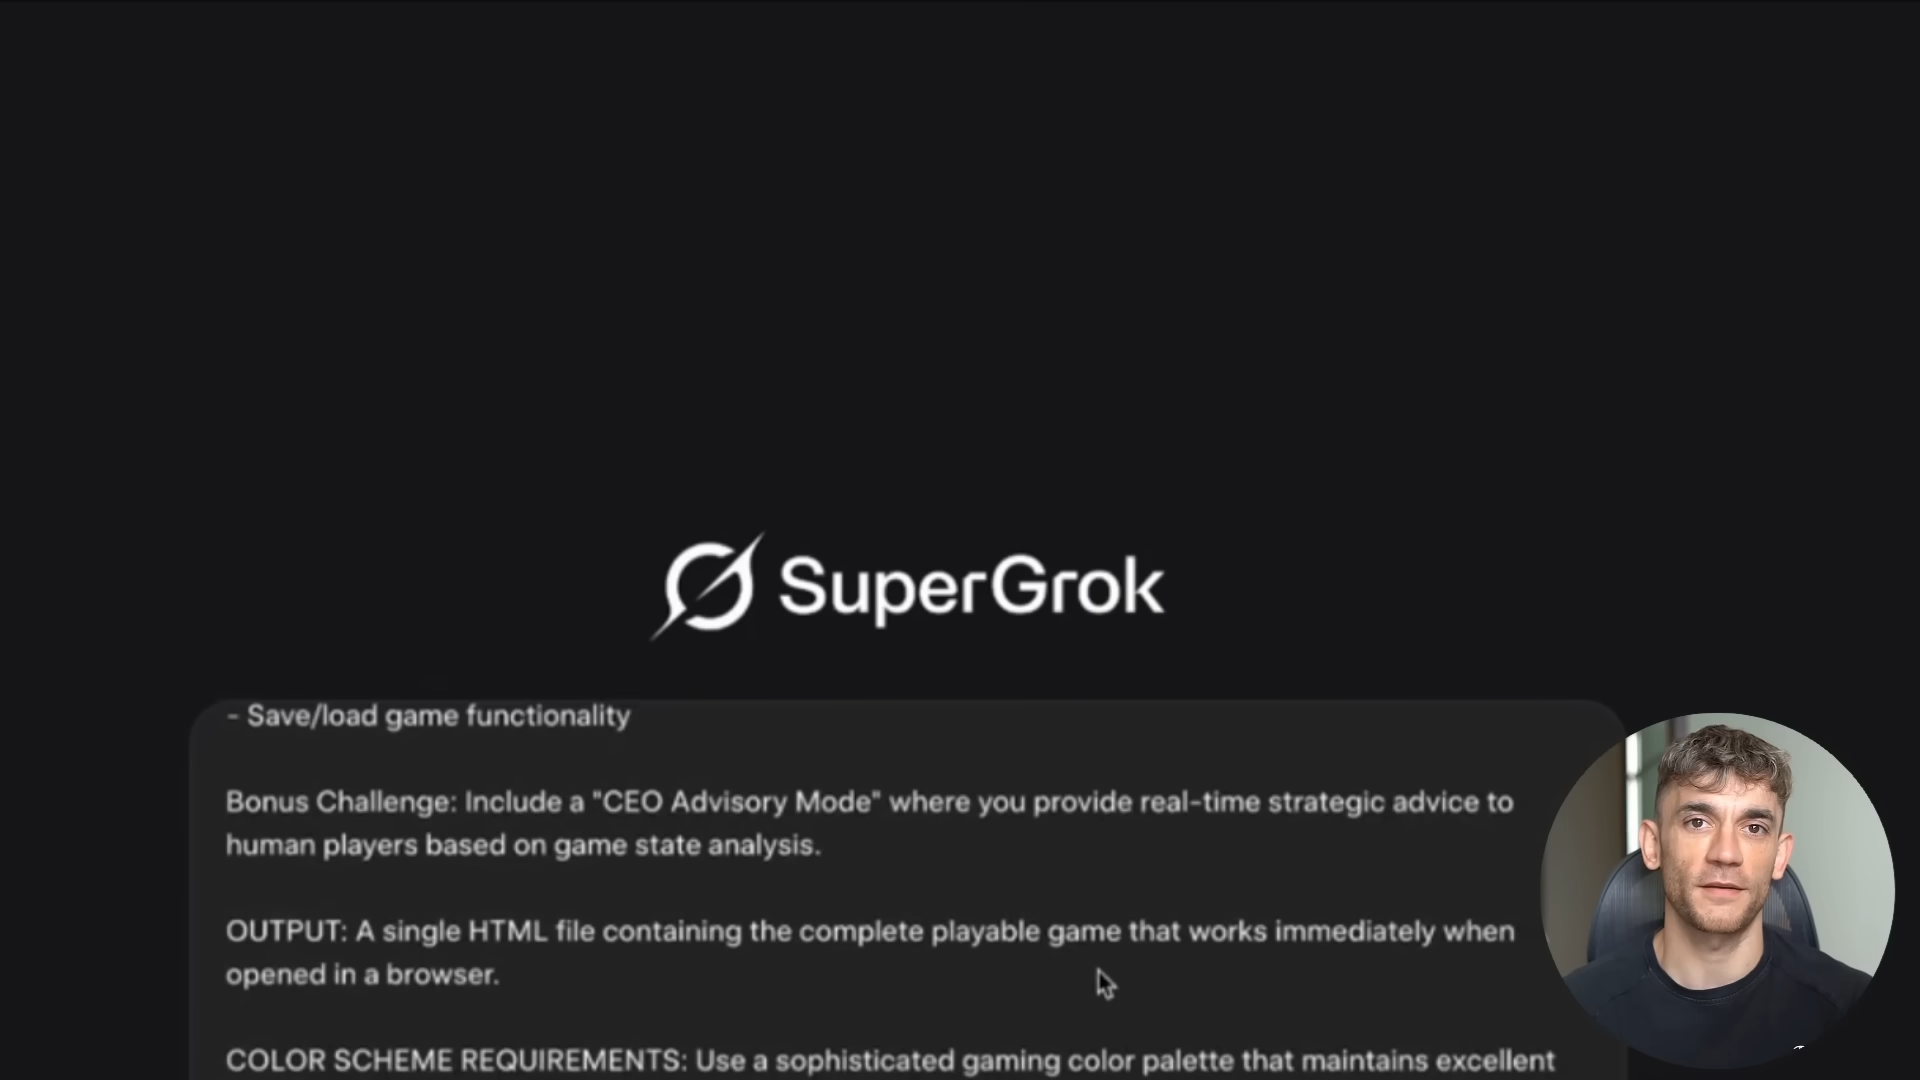 SuperGrok
- Save/load game functionality
Bonus Challenge: Include a "CEO Advisory Mode" where you provide real-time strategic advice to
human players based on game state analysis.
OUTPUT: A single HTML file containing the complete playable game that works immediately when
opened in a browser.
COLOR SCHEME REQUIREMENTS: Use a sophisticated gaming color palette that maintains excellent